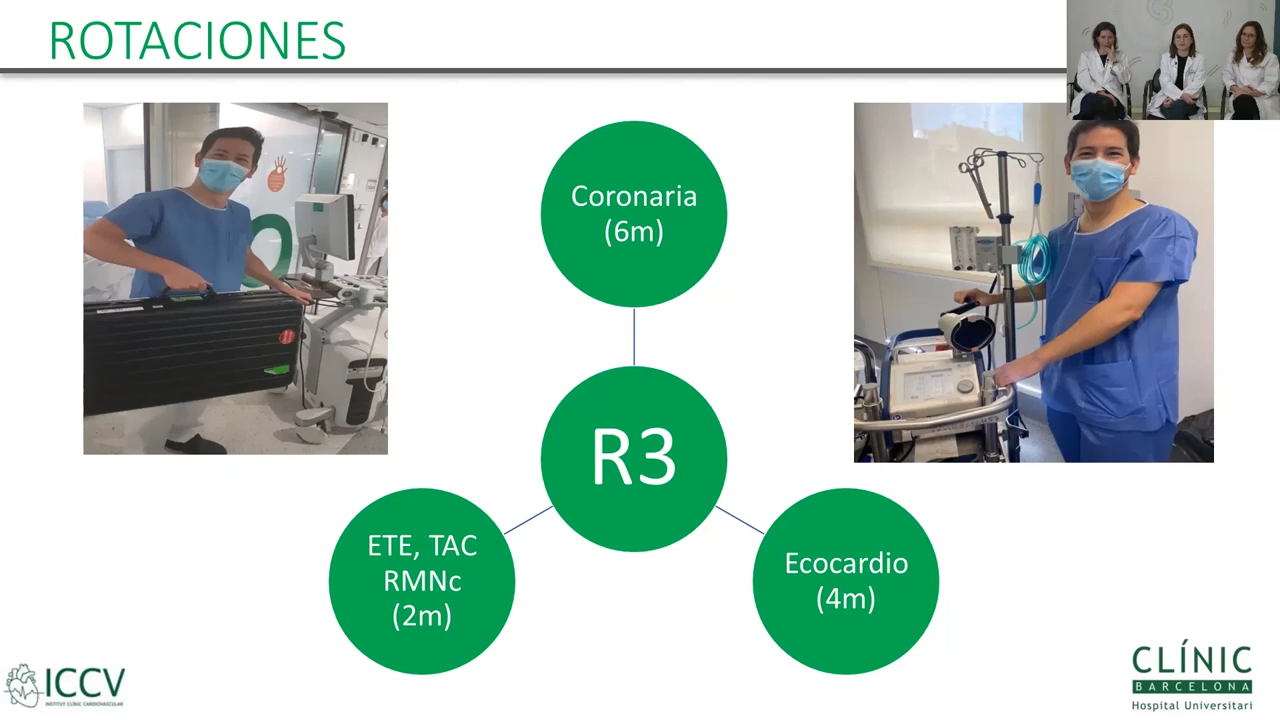 ROTACIONES
Coronaria
(6m)
R3
ETE, TAC
RMNc
(2m)
Ecocardio
(4m)
ICCV
INSTITUT CLÍNIC CARDIOVASCULAR
CLÍNIC
BARCELONA
Hospital Universitari